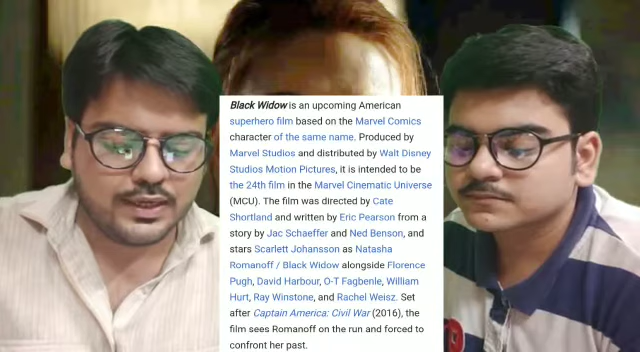 Black Widow is an upcoming American
superhero film based on the Marvel Comics
character of the same name. Produced by
Marvel Studios and distributed by Walt Disney
Studios Motion Pictures, it is intended to be
the 24th film in the Marvel Cinematic Universe
(MCU). The film was directed by Cate
Shortland and written by Eric Pearson from a
story by Jac Schaeffer and Ned Benson, and
stars Scarlett Johansson as Natasha
Romanoff / Black Widow alongside Florence
Pugh, David Harbour, O-T Fagbenle, William
Hurt, Ray Winstone, and Rachel Weisz. Set
after Captain America: Civil War (2016), the
film sees Romanoff on the run and forced to
confront her past.